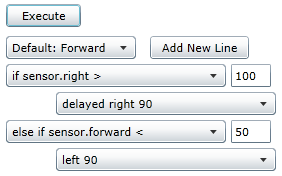 Execute
Default: Forward Add New Line
if sensor.right > 100
delayed right 90
else if sensor.forward < 50
left 90